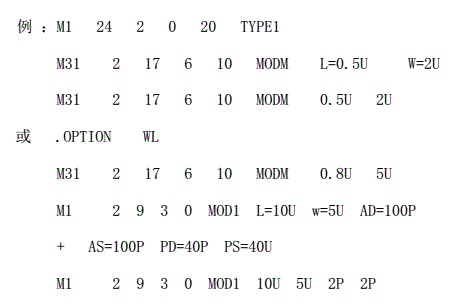 例：M1 24 2 0 20 TYPE1
M31 2 17 6 10 MODM L=0.5U W=2U
M31 2 17 6 10 MODM 0.5U 2U
或 .OPTION WL
M31 2 17 6 10 MODM 0.8U 5U
M1 2 9 3 0 MOD1 L=10U w=5U AD=100P
+ AS=100P PD=40P PS=40U
M1 2 9 3 0 MOD1 10U 5U 2P 2P